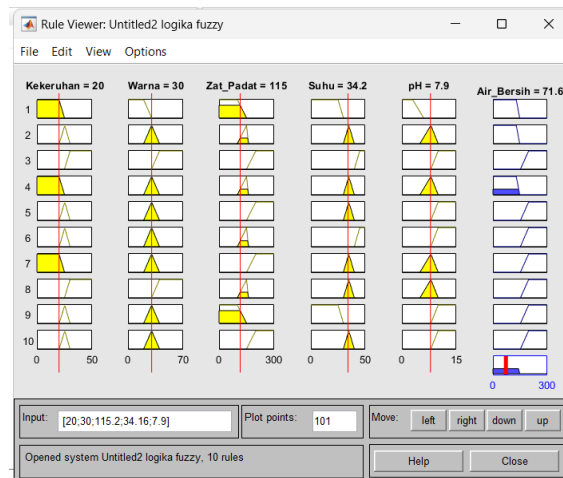 Rule Viewer: Untitled2 logika fuzzy
File Edit View Options
Kekeruhan = 20 Warna = 30 Zat_Padat = 115 Suhu = 34.2 pH = 7.9 Air_Bersih = 71.6
1
2
3
4
5
6
7
8
9
10
0 50 0 70 0 300 0 50 0 15
0 300
Input: [20;30;115.2;34.16;7.9] Plot points: 101 Move: left right down up
Opened system Untitled2 logika fuzzy, 10 rules Help Close